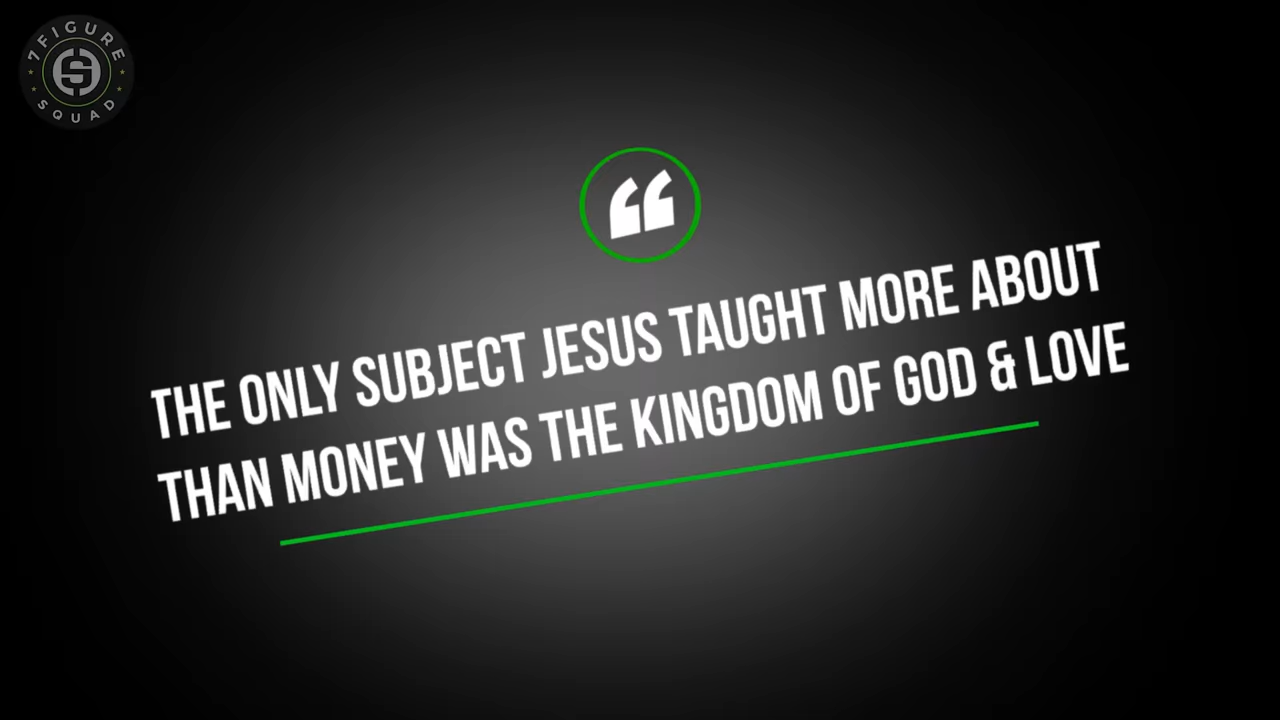 7 FIGURE
SQUAD
“
THE ONLY SUBJECT JESUS TAUGHT MORE ABOUT
THAN MONEY WAS THE KINGDOM OF GOD & LOVE